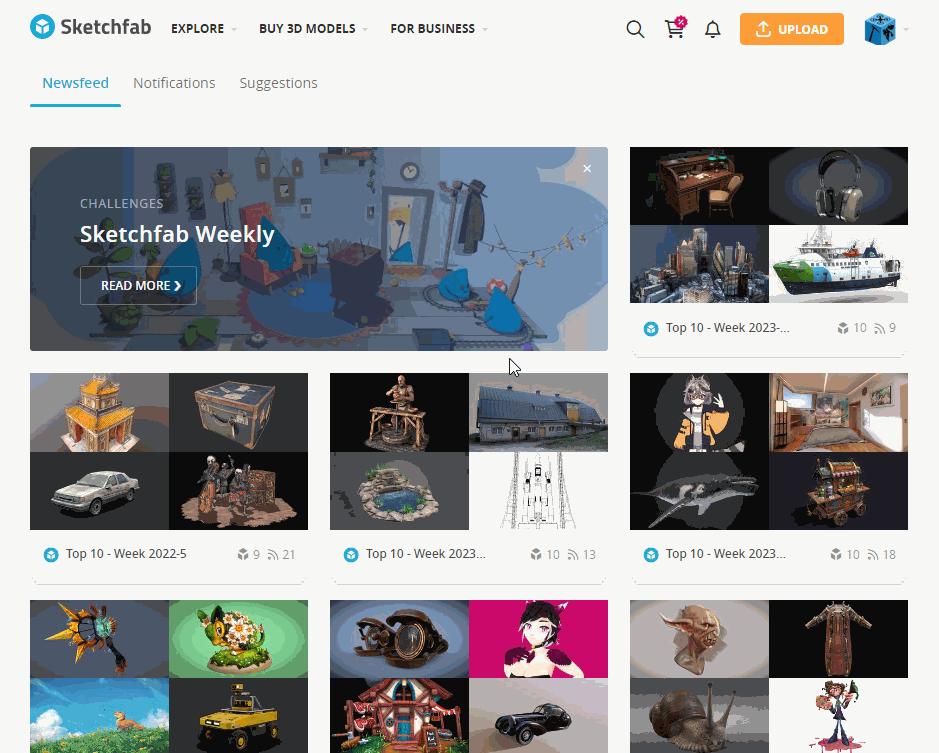 Sketchfab EXPLORE BUY 3D MODELS FOR BUSINESS % UPLOAD
Newsfeed Notifications Suggestions
CHALLENGES
Sketchfab Weekly
READ MORE ❯
Top 10 - Week 2023-... 10 9
Top 10 - Week 2022-5 9 21
Top 10 - Week 2023... 10 13
Top 10 - Week 2023... 10 18